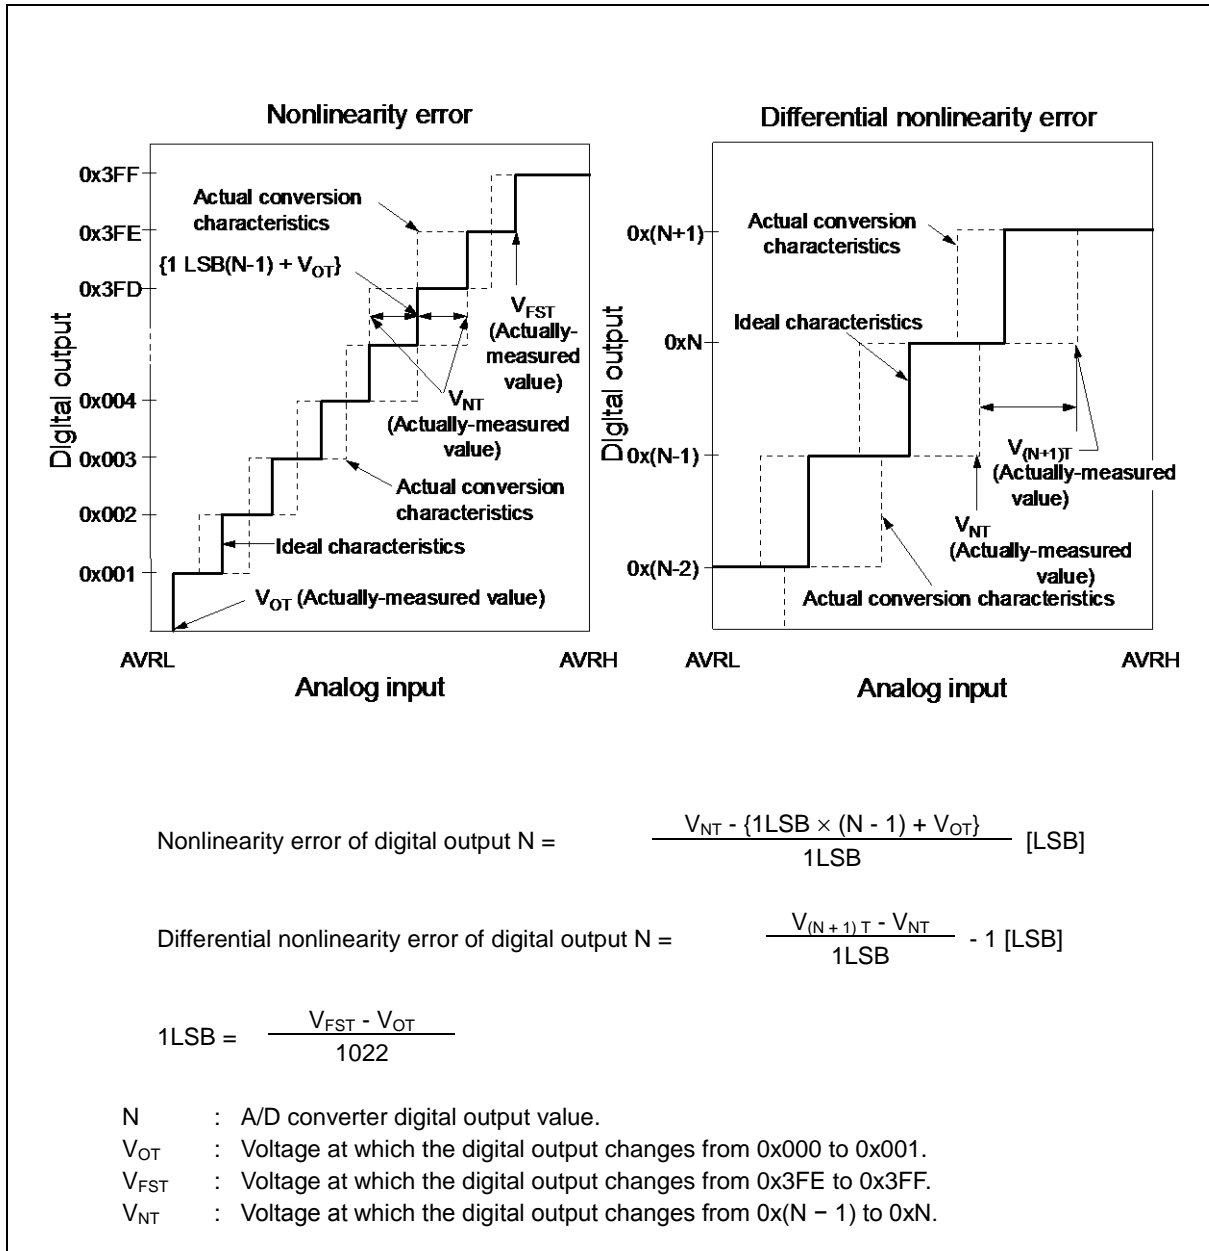 Nonlinearity error
Digital output
0x3FF
0x3FE
0x3FD
0x004
0x003
0x002
0x001
Actual conversion
characteristics
{1 LSB(N-1) + VOT}
VFST
(Actually-
measured
value)
VNT
(Actually-measured
value)
Actual conversion
characteristics
Ideal characteristics
VOT (Actually-measured value)
AVRL
AVRH
Analog input
Differential nonlinearity error
Digital output
0x(N+1)
0xN
0x(N-1)
0x(N-2)
Actual conversion
characteristics
Ideal characteristics
V(N+1)T
(Actually-measured
value)
VNT
(Actually-measured
value)
Actual conversion characteristics
AVRL
AVRH
Analog input
Nonlinearity error of digital output N =
VNT - {1LSB × (N - 1) + VOT}
1LSB
[LSB]
Differential nonlinearity error of digital output N =
V(N + 1) T - VNT
1LSB
- 1 [LSB]
1LSB =
VFST - VOT
1022
N : A/D converter digital output value.
VOT : Voltage at which the digital output changes from 0x000 to 0x001.
VFST : Voltage at which the digital output changes from 0x3FE to 0x3FF.
VNT : Voltage at which the digital output changes from 0x(N − 1) to 0xN.